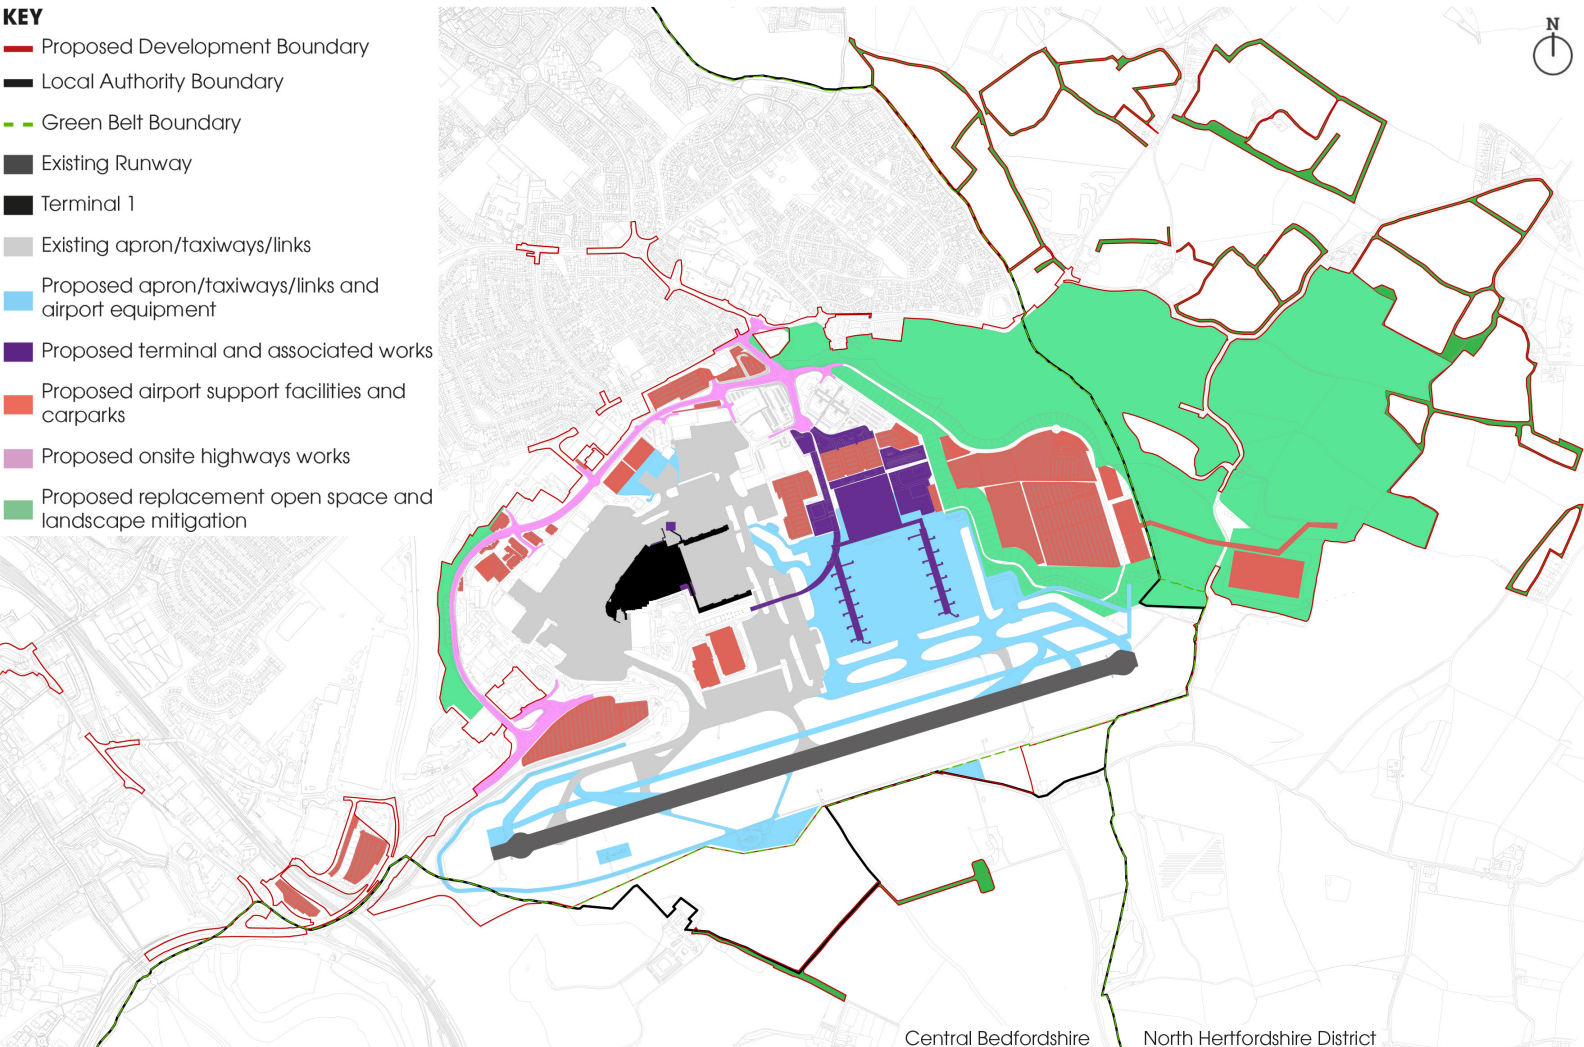 KEY
Proposed Development Boundary
Local Authority Boundary
Green Belt Boundary
Existing Runway
Terminal 1
Existing apron/taxiways/links
Proposed apron/taxiways/links and
airport equipment
Proposed terminal and associated works
Proposed airport support facilities and
carparks
Proposed onsite highways works
Proposed replacement open space and
landscape mitigation
N
Central Bedfordshire
North Hertfordshire District